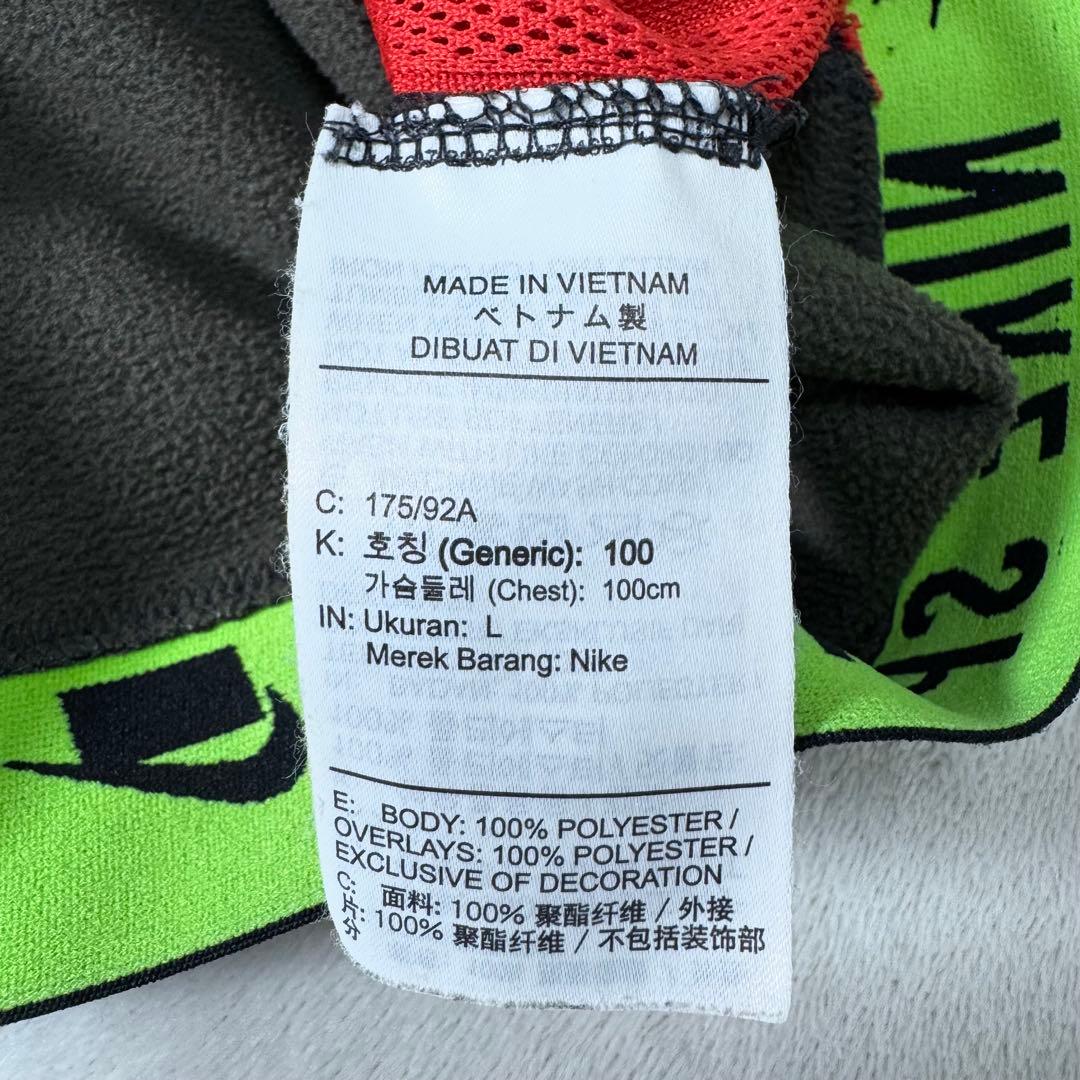 MADE IN VIETNAM
ベトナム製
DIBUAT DI VIETNAM
C: 175/92A
K: 호칭 (Generic): 100
가슴둘레 (Chest): 100cm
IN: Ukuran: L
Merek Barang: Nike
E: BODY: 100% POLYESTER /
OVERLAYS: 100% POLYESTER /
EXCLUSIVE OF DECORATION
C: 面料: 100% 聚酯纤维 / 外接
片: 100% 聚酯纤维 / 不包括装饰部
分